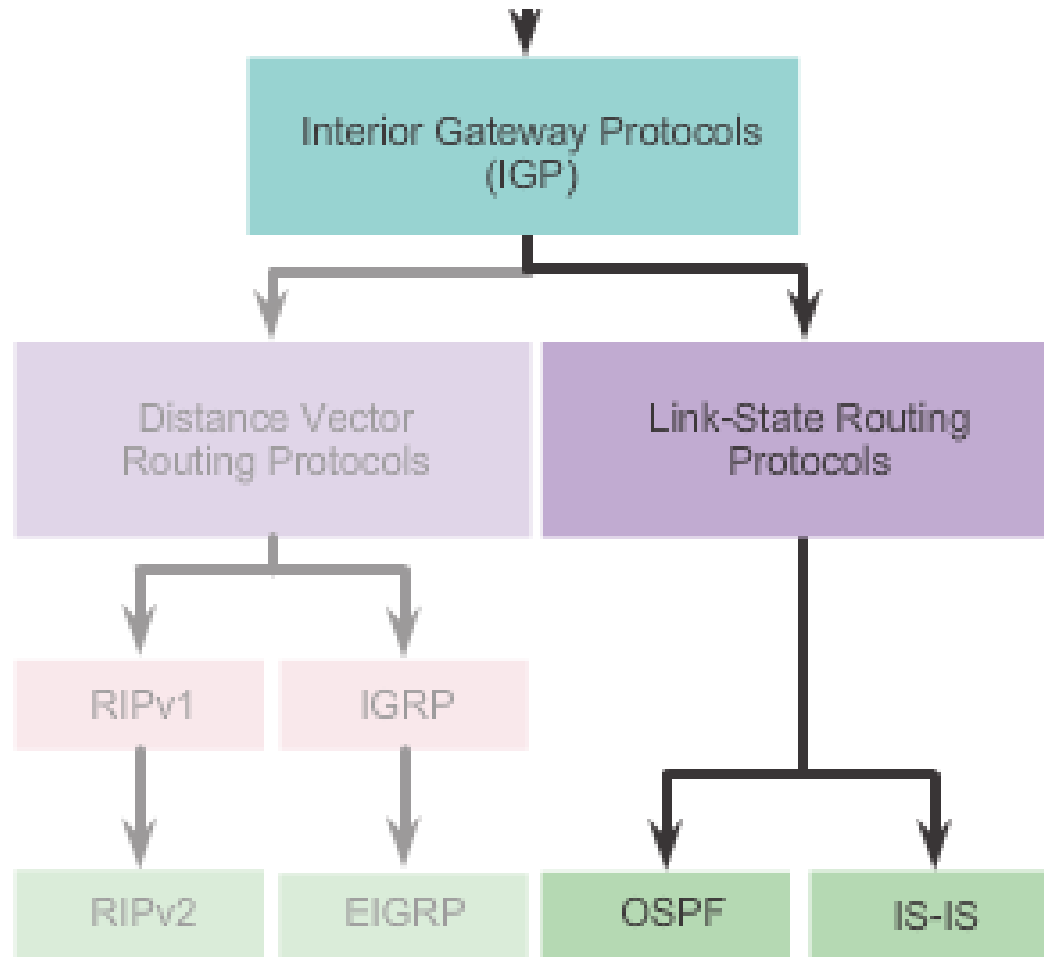 Interior Gateway Protocols
(IGP)
Distance Vector
Routing Protocols
Link-State Routing
Protocols
RIPv1
IGRP
RIPv2
EIGRP
OSPF
IS-IS